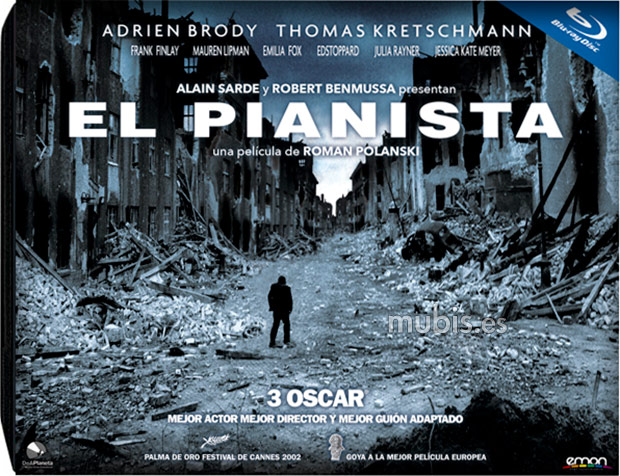 ADRIEN BRODY THOMAS KRETSCHMANN
FRANK FINLAY MAUREN LIPMAN EMILIA FOX EDSTOPPARD JULIA RAYNER JESSICA KATE MEYER
Blu-ray Disc
ALAIN SARDE y ROBERT BENMUSSA presentan
EL PIANISTA
una película de ROMAN POLANSKI
mubis.es
3 OSCAR
MEJOR ACTOR MEJOR DIRECTOR Y MEJOR GUIÓN ADAPTADO
PALMA DE ORO FESTIVAL DE CANNES 2002
GOYA A LA MEJOR PELÍCULA EUROPEA
DeAPlaneta
emon